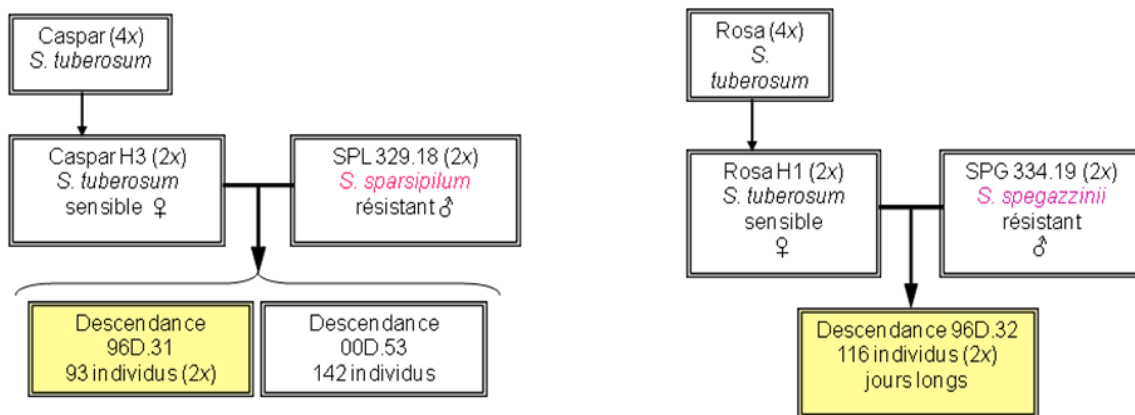 Caspar (4x)
S. tuberosum
Caspar H3 (2x)
S. tuberosum
sensible ♀
SPL 329.18 (2x)
S. sparsipilum
résistant ♂
Descendance
96D.31
93 individus (2x)
Descendance
00D.53
142 individus
Rosa (4x)
S.
tuberosum
Rosa H1 (2x)
S. tuberosum
sensible
♀
SPG 334.19 (2x)
S. spegazzinii
résistant
♂
Descendance 96D.32
116 individus (2x)
jours longs